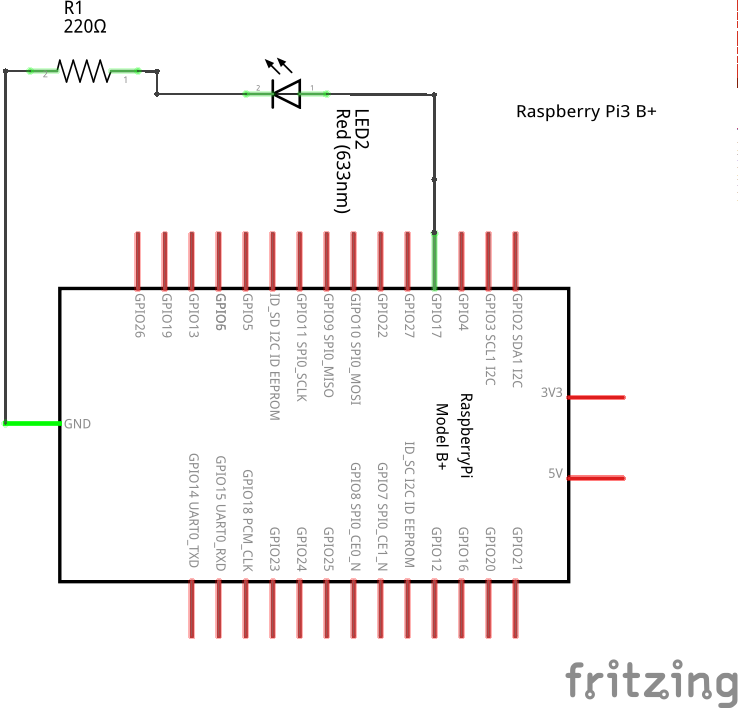 R1
220Ω
2
1
2
1
LED2
Red (633nm)
Raspberry Pi3 B+
GPIO26
GPIO19
GPIO13
GPIO6
GPIO5
ID_SD I2C ID EEPROM
GPIO11 SPI0_SCLK
GPIO9 SPI0_MISO
GIPO10 SPI0_MOSI
GPIO22
GPIO27
GPIO17
GPIO4
GPIO3 SCL1 I2C
GPIO2 SDA1 I2C
3V3
RaspberryPi
Model B+
GND
5V
GPIO14 UART0_TXD
GPIO15 UART0_RXD
GPIO18 PCM_CLK
GPIO23
GPIO24
GPIO25
GPIO8 SPI0_CE0_N
GPIO7 SPI0_CE1_N
ID_SC I2C ID EEPROM
GPIO12
GPIO16
GPIO20
GPIO21
fritzing